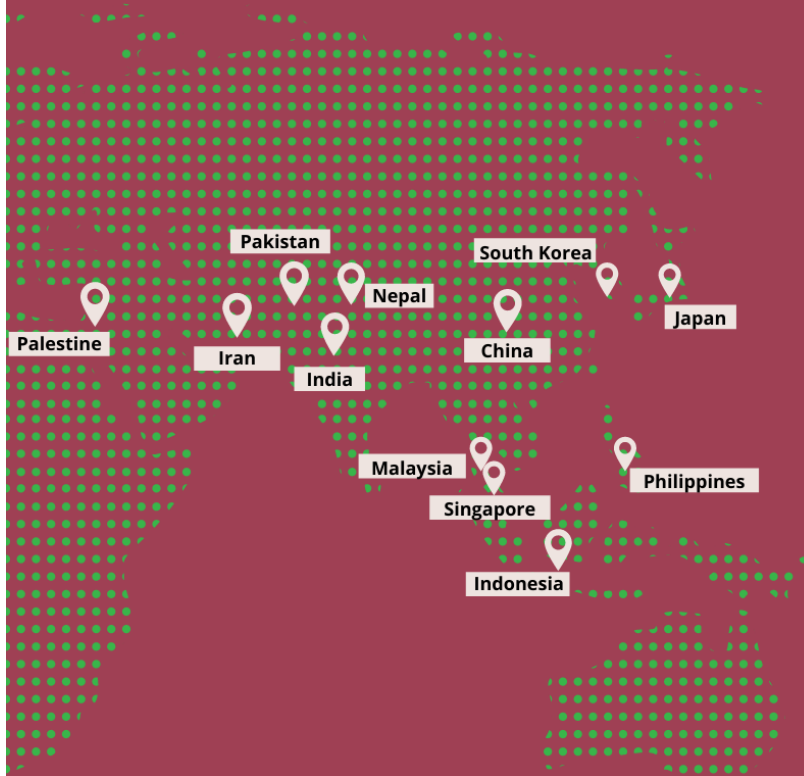 Pakistan
South Korea
Nepal
Japan
Palestine
China
Iran
India
Malaysia
Philippines
Singapore
Indonesia